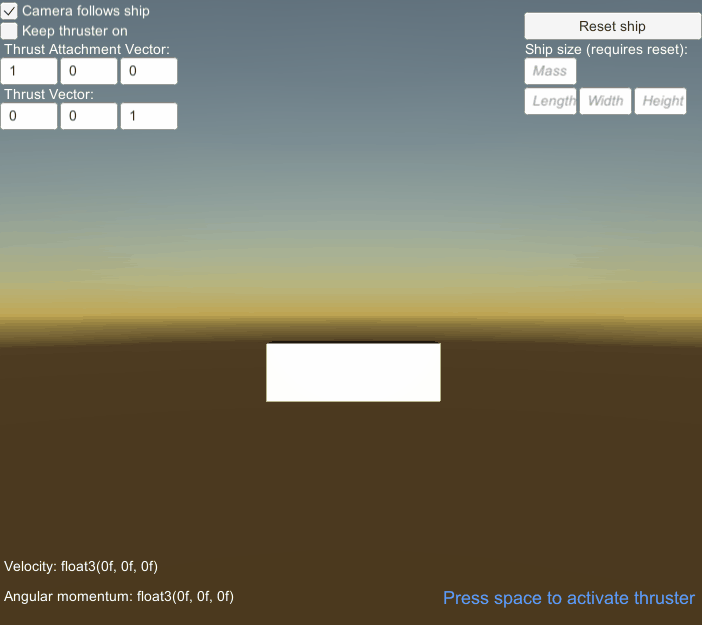 Camera follows ship
Keep thruster on
Thrust Attachment Vector:
1 0 0
Thrust Vector:
0 0 1
Reset ship
Ship size (requires reset):
Mass
Length Width Height
Velocity: float3(0f, 0f, 0f)
Angular momentum: float3(0f, 0f, 0f)
Press space to activate thruster